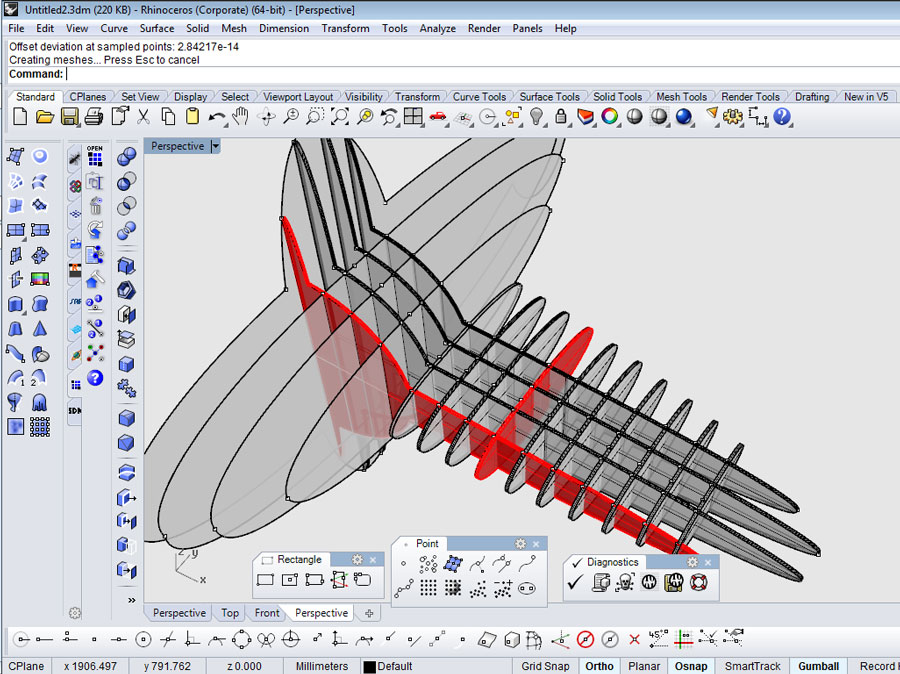 Untitled2.3dm (220 KB) - Rhinoceros (Corporate) (64-bit) - [Perspective]
File Edit View Curve Surface Solid Mesh Dimension Transform Tools Analyze Render Panels Help
Offset deviation at sampled points: 2.84217e-14
Creating meshes... Press Esc to cancel
Command:
Standard CPlanes Set View Display Select Viewport Layout Visibility Transform Curve Tools Surface Tools Solid Tools Mesh Tools Render Tools Drafting New in V5
Perspective
OPEN
SDK
1 2
z y
x
Rectangle
Point
Diagnostics
Perspective Top Front Perspective
CPlane x 1906.497 y 791.762 z 0.000 Millimeters Default Grid Snap Ortho Planar Osnap SmartTrack Gumball Record H